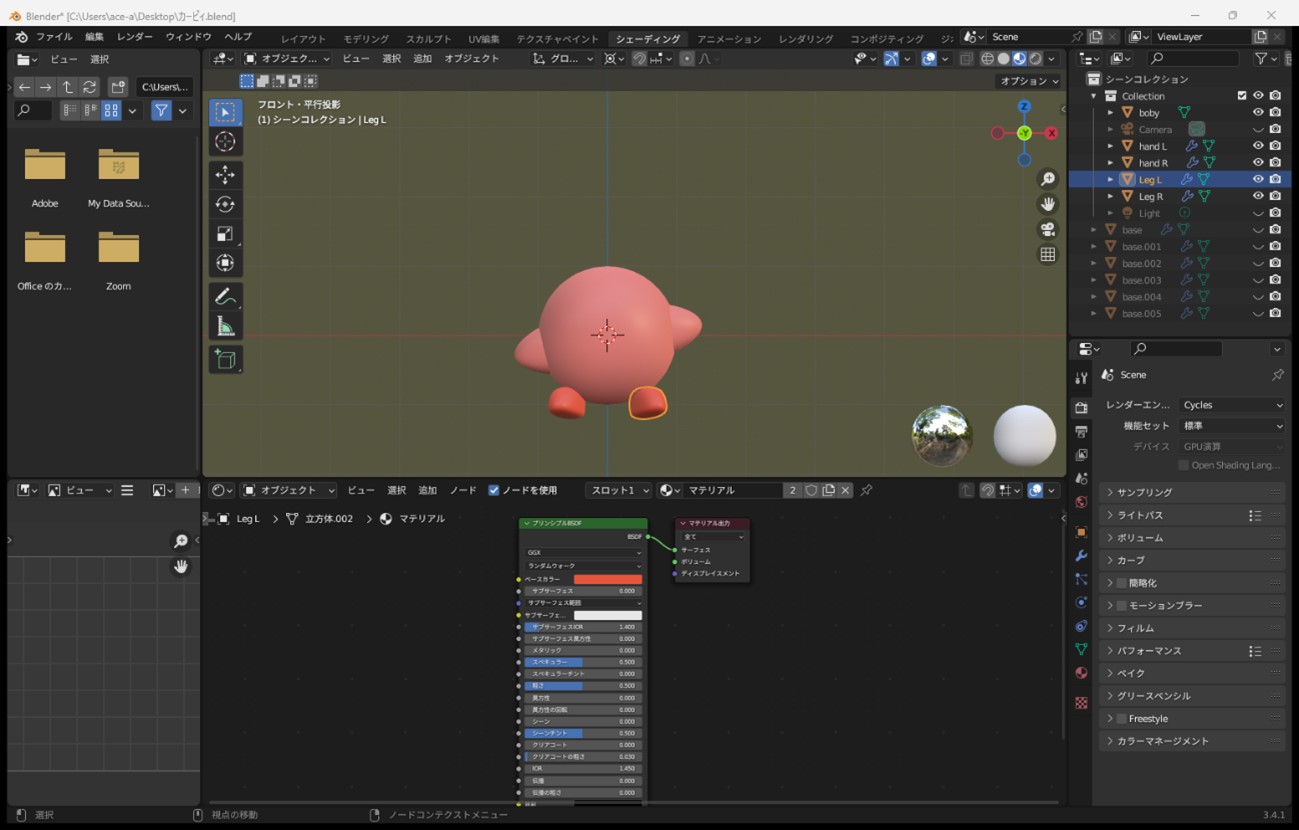 Blender* [C:\Users\ace-a\Desktop\カービィ.blend]
ファイル 編集 レンダー ウィンドウ ヘルプ レイアウト モデリング スカルプト UV編集 テクスチャペイント シェーディング アニメーション レンダリング コンポジティング Scene ViewLayer
ビュー 選択 オブジェク... ビュー 選択 追加 オブジェクト グロ...
C:\Users\... オプション
フロント・平行投影
(1) シーンコレクション | Leg L
Z
-Y
X
Adobe My Data Sou...
Office のカ... Zoom
シーンコレクション
Collection
boby
Camera
hand L
hand R
Leg L
Leg R
Light
base
base.001
base.002
base.003
base.004
base.005
Scene
レンダーエン... Cycles
機能セット 標準
デバイス GPU演算
Open Shading Lang...
サンプリング
ライトパス
ボリューム
カーブ
簡略化
モーションブラー
フィルム
パフォーマンス
ベイク
グリースペンシル
Freestyle
カラーマネージメント
ビュー オブジェクト ビュー 選択 追加 ノード ノードを使用 スロット1 マテリアル 2
Leg L 立方体.002 マテリアル
プリンシプルBSDF
BSDF
GGX
ランダムウォーク
ベースカラー
サブサーフェス 0.000
サブサーフェス範囲
サブサーフェ...
サブサーフェスIOR 1.400
サブサーフェス異方性 0.000
メタリック 0.000
スペキュラー 0.500
スペキュラーチント 0.000
粗さ 0.500
異方性 0.000
異方性の回転 0.000
シーン 0.000
シーンチント 0.500
クリアコート 0.000
クリアコートの粗さ 0.030
IOR 1.450
伝播 0.000
伝播の粗さ 0.000
マテリアル出力
全て
サーフェス
ボリューム
ディスプレイスメント
選択 視点の移動 ノードコンテクストメニュー 3.4.1